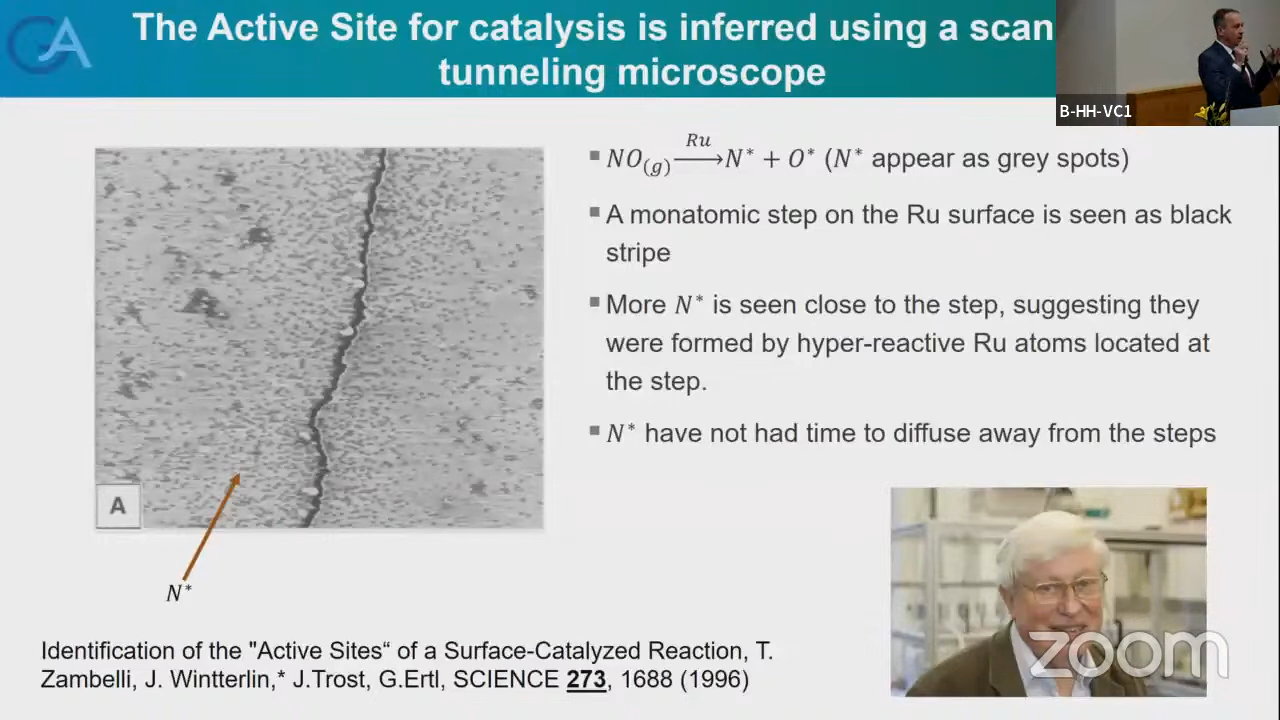 GA
The Active Site for catalysis is inferred using a scan
tunneling microscope
B-HH-VC1
▪ NO(g) —Ru→ N* + O* (N* appear as grey spots)
▪ A monatomic step on the Ru surface is seen as black
stripe
▪ More N* is seen close to the step, suggesting they
were formed by hyper-reactive Ru atoms located at
the step.
▪ N* have not had time to diffuse away from the steps
A
N*
Identification of the "Active Sites“ of a Surface-Catalyzed Reaction, T.
Zambelli, J. Wintterlin,* J.Trost, G.Ertl, SCIENCE 273, 1688 (1996)
zoom